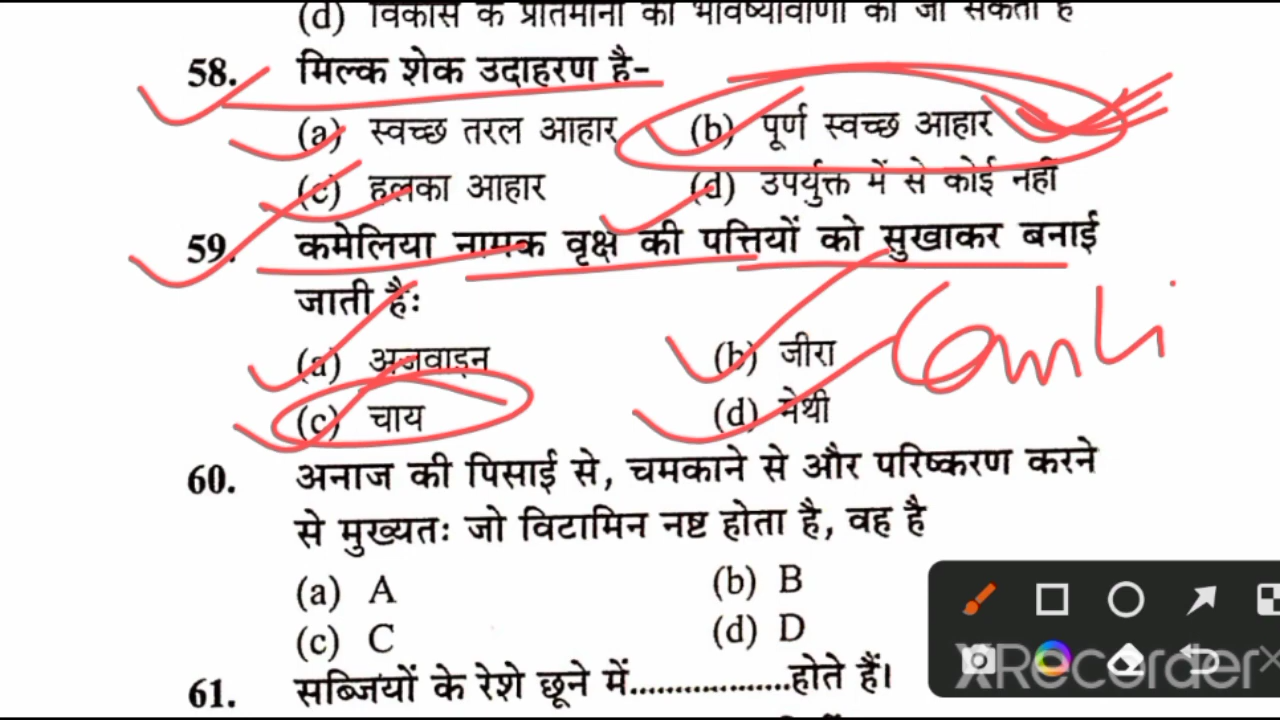 (d) विकास के प्रतिमानों की भविष्यवाणी की जा सकती है
58. मिल्क शेक उदाहरण है-
(a) स्वच्छ तरल आहार (b) पूर्ण स्वच्छ आहार
(c) हलका आहार (d) उपर्युक्त में से कोई नहीं
59. कमेलिया नामक वृक्ष की पत्तियों को सुखाकर बनाई
जाती है:
(a) अजवाइन (b) जीरा
(c) चाय (d) मेथी
60. अनाज की पिसाई से, चमकाने से और परिष्करण करने
से मुख्यतः जो विटामिन नष्ट होता है, वह है
(a) A (b) B
(c) C (d) D
61. सब्जियों के रेशे छूने में..................होते हैं।
XRecorder